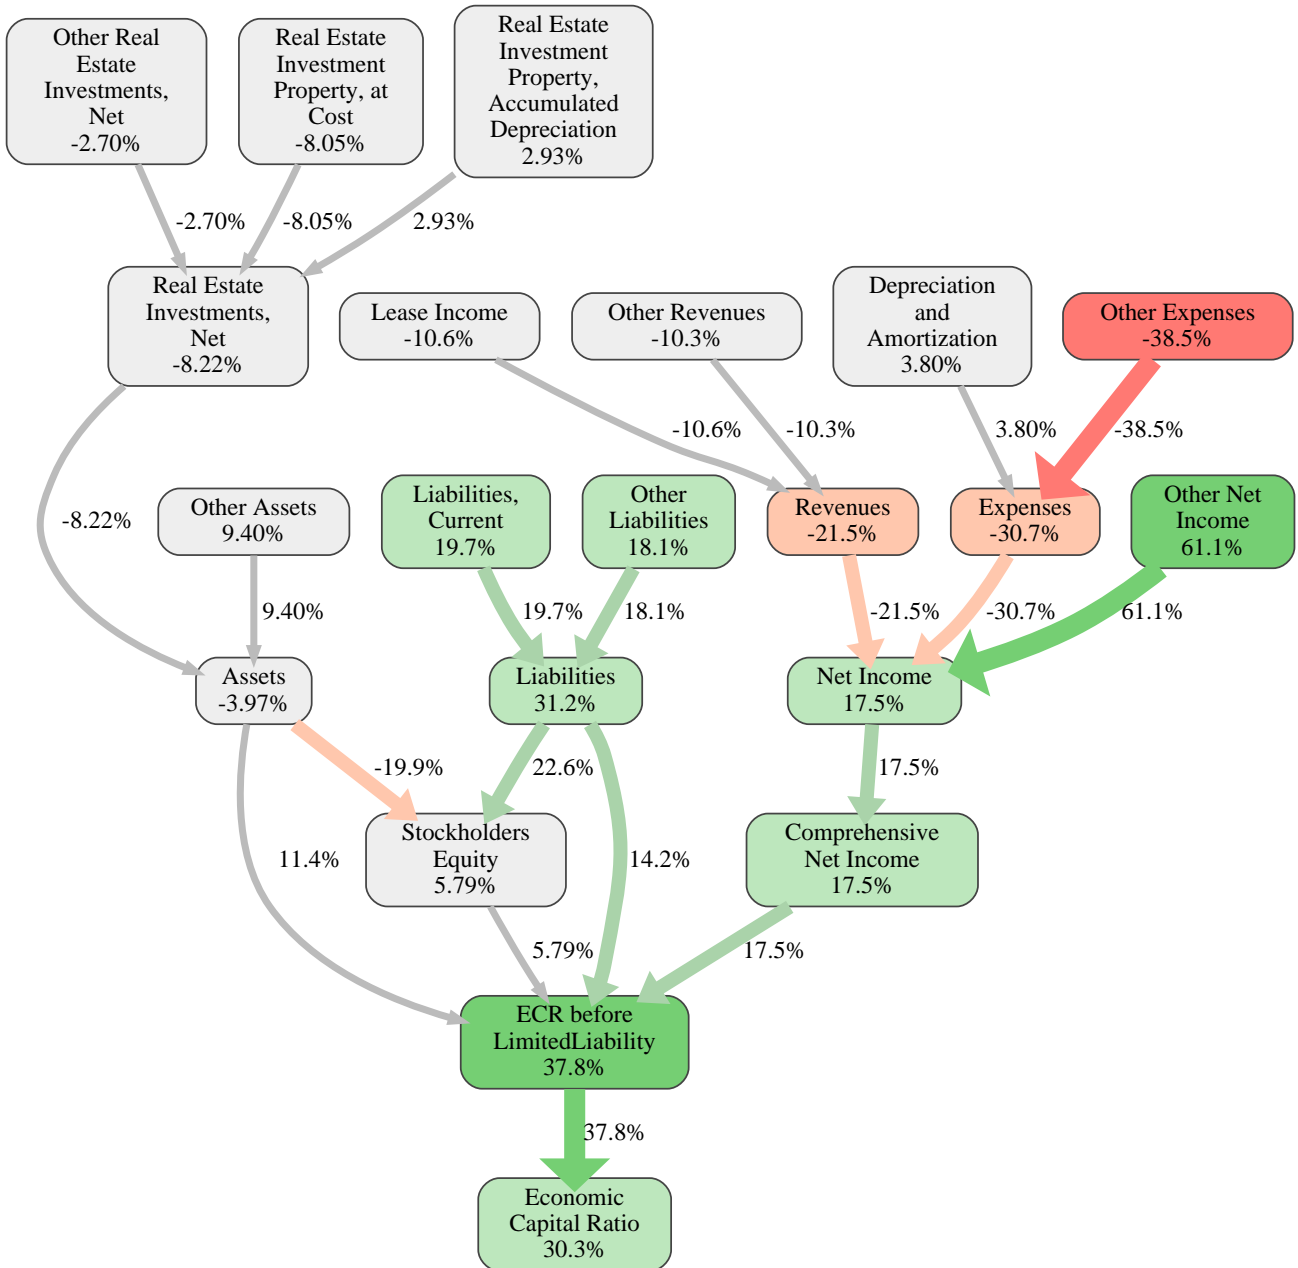 Other Real
Estate
Investments,
Net
-2.70%
Real Estate
Investment
Property, at
Cost
-8.05%
Real Estate
Investment
Property,
Accumulated
Depreciation
2.93%
-2.70%
-8.05%
2.93%
Real Estate
Investments,
Net
-8.22%
Lease Income
-10.6%
Other Revenues
-10.3%
Depreciation
and
Amortization
3.80%
Other Expenses
-38.5%
-10.6%
-10.3%
3.80%
-38.5%
-8.22%
Other Assets
9.40%
Liabilities,
Current
19.7%
Other
Liabilities
18.1%
Revenues
-21.5%
Expenses
-30.7%
Other Net
Income
61.1%
9.40%
19.7%
18.1%
-21.5%
-30.7%
61.1%
Assets
-3.97%
Liabilities
31.2%
Net Income
17.5%
-19.9%
22.6%
17.5%
11.4%
Stockholders
Equity
5.79%
14.2%
Comprehensive
Net Income
17.5%
5.79%
17.5%
ECR before
LimitedLiability
37.8%
37.8%
Economic
Capital Ratio
30.3%